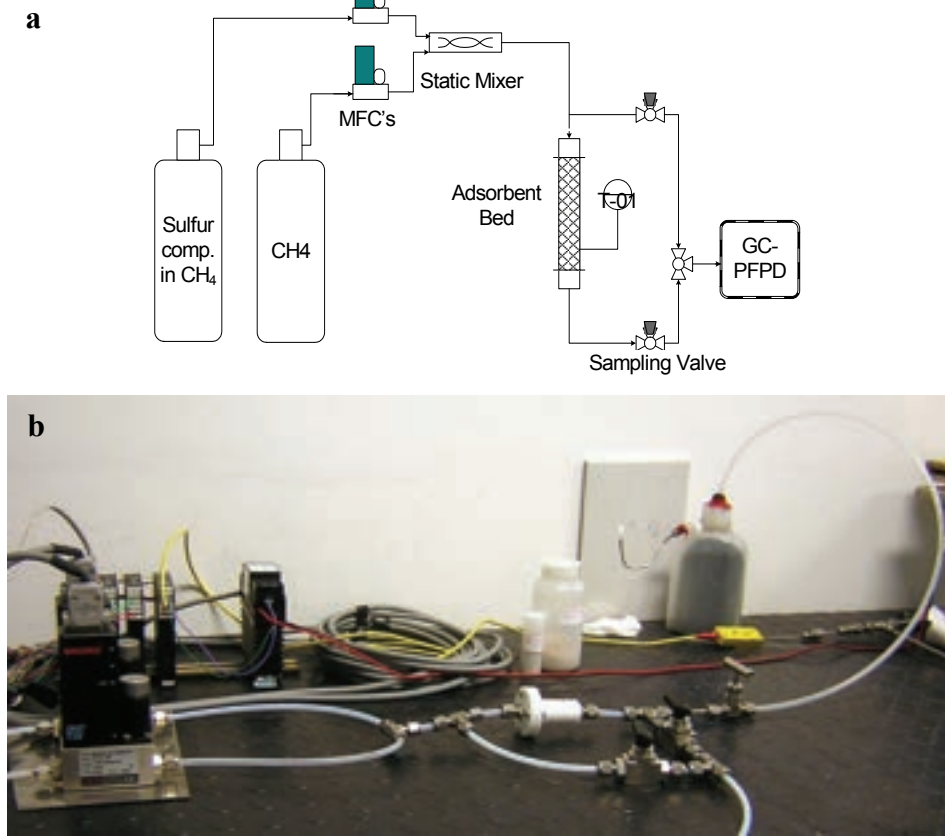 a
Static Mixer
MFC's
Sulfur
comp.
in CH₄
CH4
Adsorbent
Bed
T-01
GC-
PFPD
Sampling Valve
b